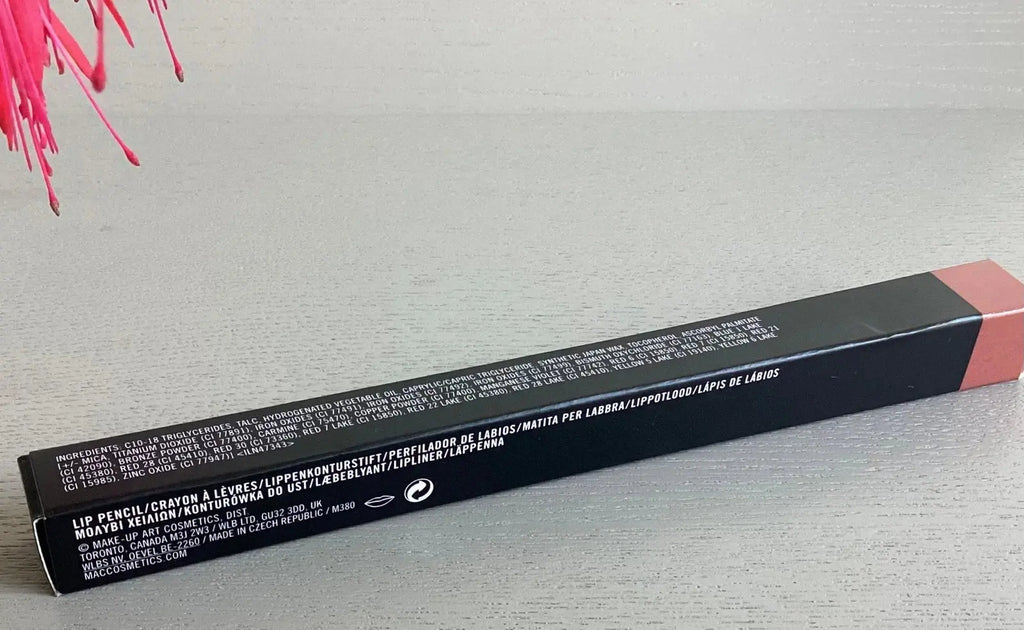 INGREDIENTS: C10-18 TRIGLYCERIDES, TALC, HYDROGENATED VEGETABLE OIL, CAPRYLIC/CAPRIC TRIGLYCERIDE, SYNTHETIC JAPAN WAX, TOCOPHEROL, ASCORBYL PALMITATE
[+/- MICA, TITANIUM DIOXIDE (CI 77891), IRON OXIDES (CI 77491), IRON OXIDES (CI 77492), IRON OXIDES (CI 77499), BISMUTH OXYCHLORIDE (CI 77163), BLUE 1 LAKE
(CI 42090), BRONZE POWDER (CI 77400), CARMINE (CI 75470), COPPER POWDER (CI 77400), MANGANESE VIOLET (CI 77742), RED 6 (CI 15850), RED 7 (CI 15850), RED 21
(CI 45380), RED 28 (CI 45410), RED 30 (CI 73360), RED 7 LAKE (CI 15850), RED 22 LAKE (CI 45380), RED 28 LAKE (CI 45410), YELLOW 5 LAKE (CI 19140), YELLOW 6 LAKE
(CI 15985), ZINC OXIDE (CI 77947)] <ILN47343>
LIP PENCIL/CRAYON À LÈVRES/LIPPENKONTURSTIFT/PERFILADOR DE LABIOS/MATITA PER LABBRA/LIPPOTLOOD/LÁPIS DE LÁBIOS
ΜΟΛΥΒΙ ΧΕΙΛΙΩΝ/KONTURÓWKA DO UST/LÆBEBLYANT/LIPLINER/LÄPPENNA
© MAKE-UP ART COSMETICS, DIST.
TORONTO, CANADA M3J 2W3 / WLB LTD, GU32 3DD, UK
WLBS NV, OEVEL BE-2260 / MADE IN CZECH REPUBLIC / M380
MACCOSMETICS.COM